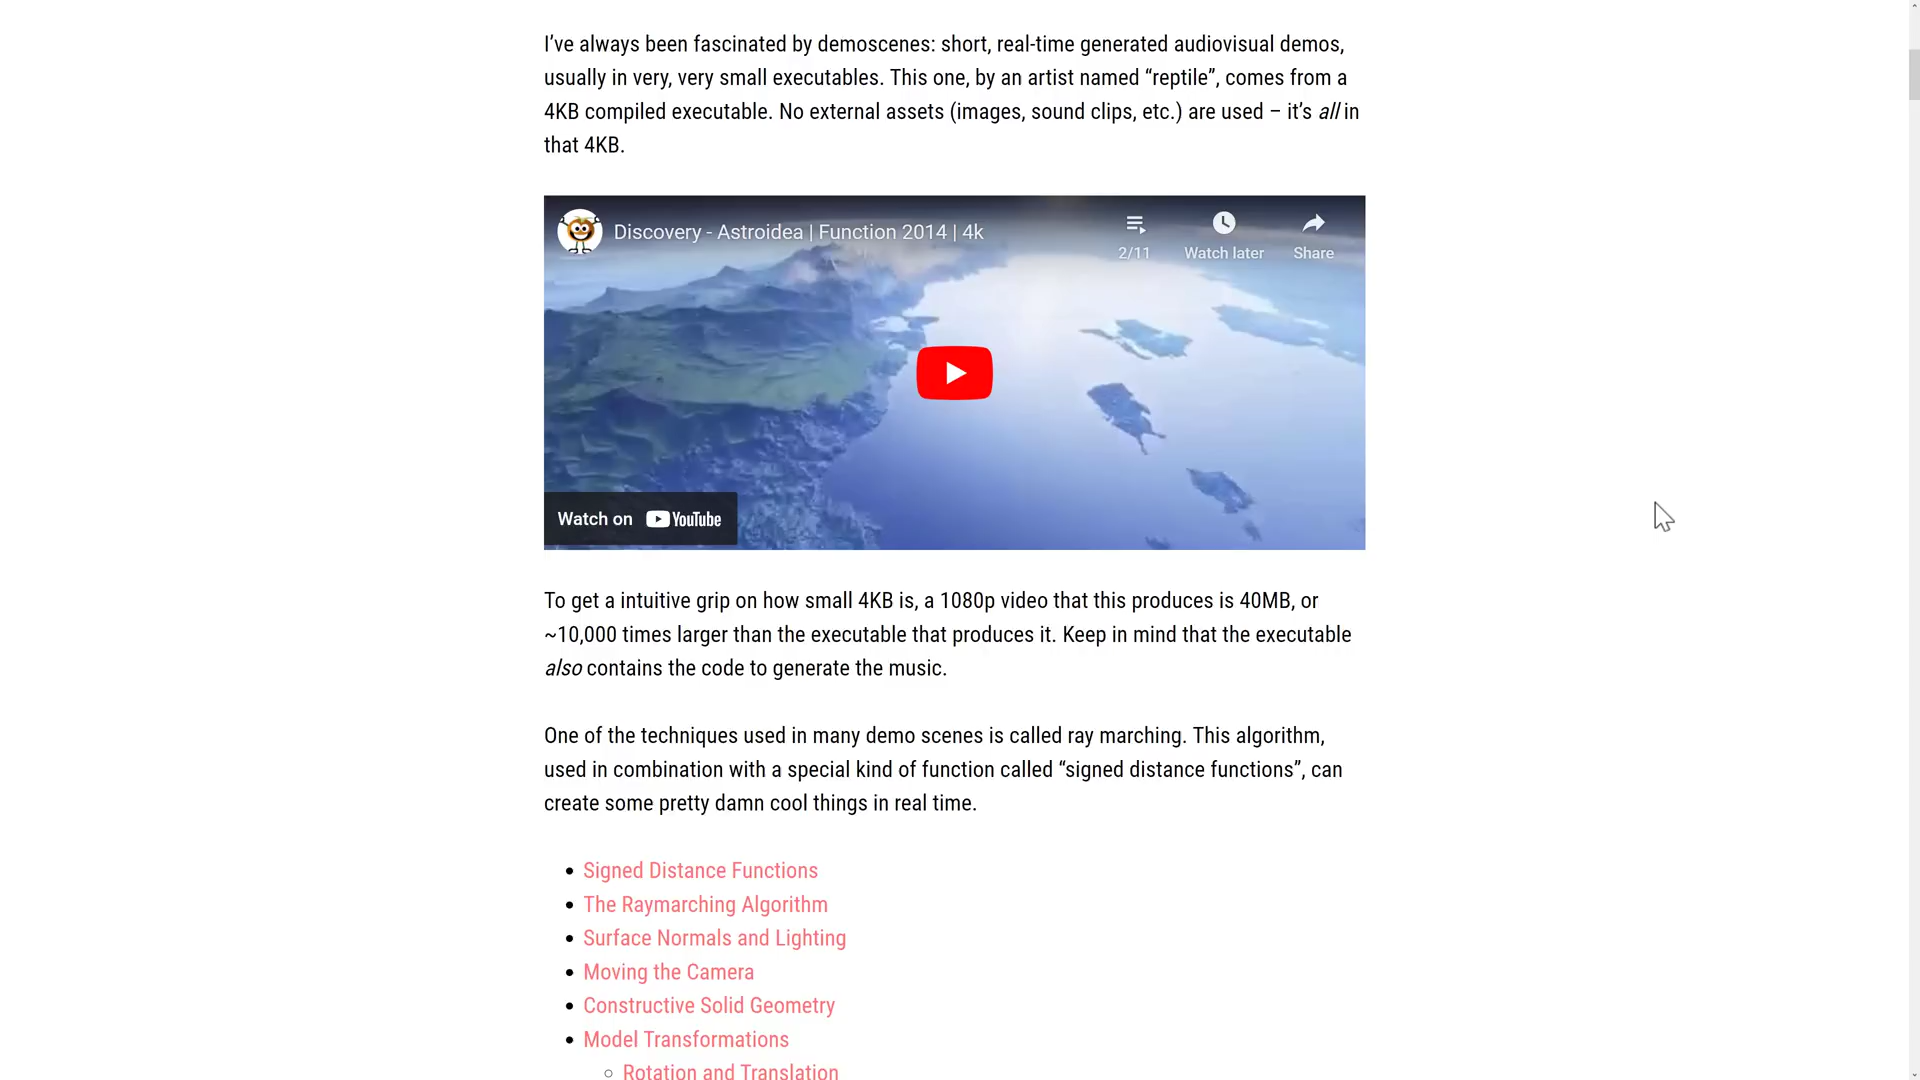 I’ve always been fascinated by demoscenes: short, real-time generated audiovisual demos,
usually in very, very small executables. This one, by an artist named “reptile”, comes from a
4KB compiled executable. No external assets (images, sound clips, etc.) are used – it’s all in
that 4KB.
Discovery - Astroidea | Function 2014 | 4k
2/11
Watch later
Share
Watch on YouTube
To get a intuitive grip on how small 4KB is, a 1080p video that this produces is 40MB, or
~10,000 times larger than the executable that produces it. Keep in mind that the executable
also contains the code to generate the music.
One of the techniques used in many demo scenes is called ray marching. This algorithm,
used in combination with a special kind of function called “signed distance functions”, can
create some pretty damn cool things in real time.
Signed Distance Functions
The Raymarching Algorithm
Surface Normals and Lighting
Moving the Camera
Constructive Solid Geometry
Model Transformations
Rotation and Translation